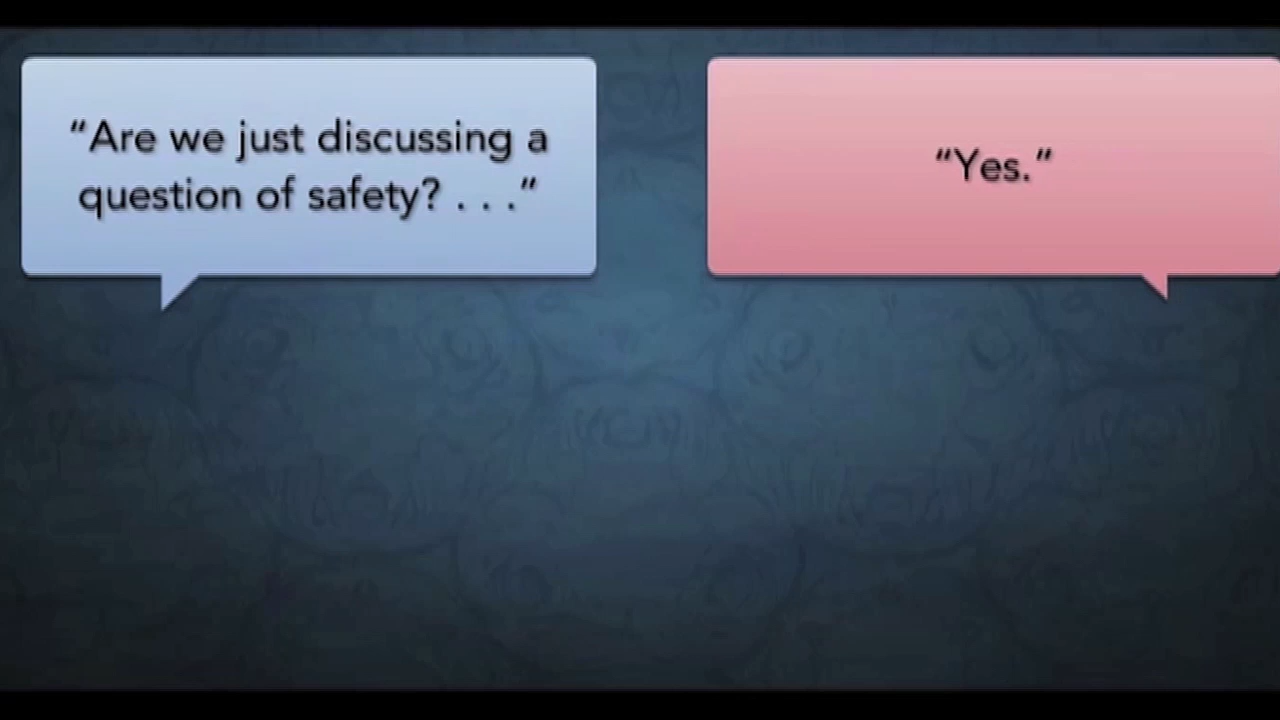 “Are we just discussing a
question of safety? . . .”
“Yes.”